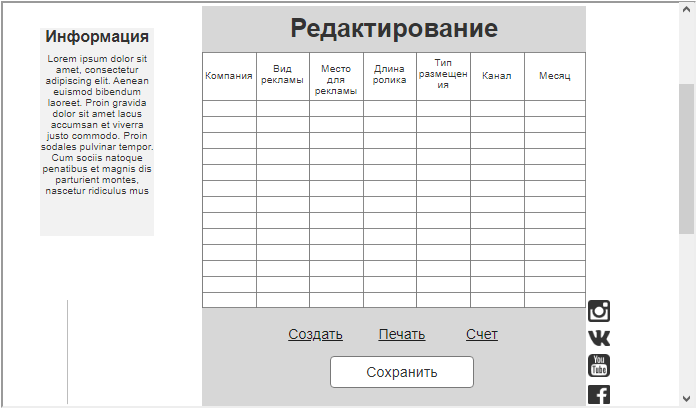 Информация
Lorem ipsum dolor sit
amet, consectetur
adipiscing elit. Aenean
euismod bibendum
laoreet. Proin gravida
dolor sit amet lacus
accumsan et viverra
justo commodo. Proin
sodales pulvinar tempor.
Cum sociis natoque
penatibus et magnis dis
parturient montes,
nascetur ridiculus mus
Редактирование
Компания
Вид
рекламы
Место
для
рекламы
Длина
ролика
Тип
размещен
ия
Канал
Месяц
Создать Печать Счет
Сохранить
You
Tube